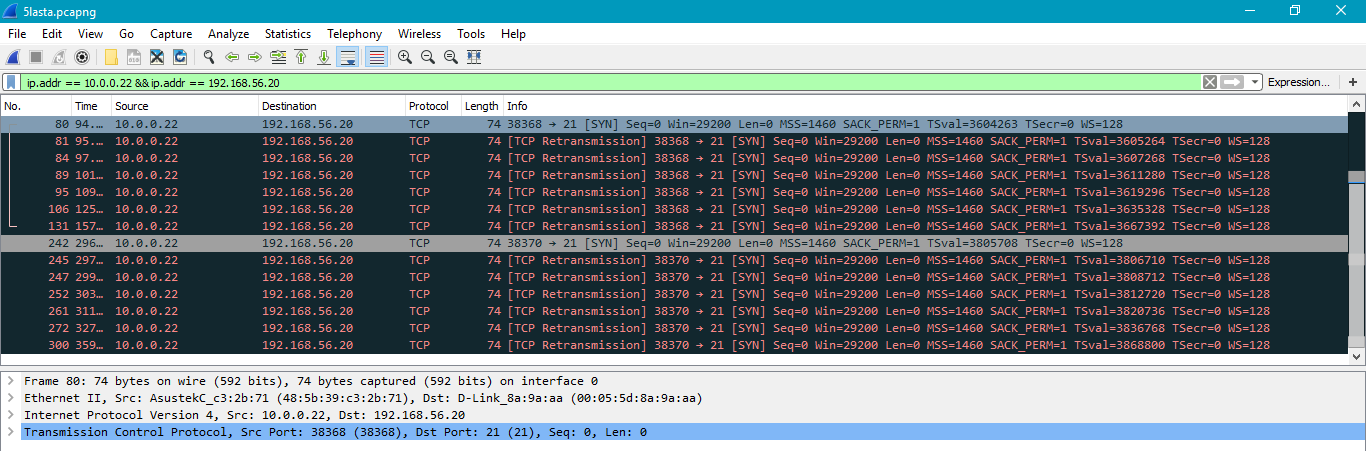 5lasta.pcapng
File Edit View Go Capture Analyze Statistics Telephony Wireless Tools Help
ip.addr == 10.0.0.22 && ip.addr == 192.168.56.20 Expression... +
No. Time Source Destination Protocol Length Info
80 94.... 10.0.0.22 192.168.56.20 TCP 74 38368 → 21 [SYN] Seq=0 Win=29200 Len=0 MSS=1460 SACK_PERM=1 TSval=3604263 TSecr=0 WS=128
81 95.... 10.0.0.22 192.168.56.20 TCP 74 [TCP Retransmission] 38368 → 21 [SYN] Seq=0 Win=29200 Len=0 MSS=1460 SACK_PERM=1 TSval=3605264 TSecr=0 WS=128
84 97.... 10.0.0.22 192.168.56.20 TCP 74 [TCP Retransmission] 38368 → 21 [SYN] Seq=0 Win=29200 Len=0 MSS=1460 SACK_PERM=1 TSval=3607268 TSecr=0 WS=128
89 101... 10.0.0.22 192.168.56.20 TCP 74 [TCP Retransmission] 38368 → 21 [SYN] Seq=0 Win=29200 Len=0 MSS=1460 SACK_PERM=1 TSval=3611280 TSecr=0 WS=128
95 109... 10.0.0.22 192.168.56.20 TCP 74 [TCP Retransmission] 38368 → 21 [SYN] Seq=0 Win=29200 Len=0 MSS=1460 SACK_PERM=1 TSval=3619296 TSecr=0 WS=128
106 125... 10.0.0.22 192.168.56.20 TCP 74 [TCP Retransmission] 38368 → 21 [SYN] Seq=0 Win=29200 Len=0 MSS=1460 SACK_PERM=1 TSval=3635328 TSecr=0 WS=128
131 157... 10.0.0.22 192.168.56.20 TCP 74 [TCP Retransmission] 38368 → 21 [SYN] Seq=0 Win=29200 Len=0 MSS=1460 SACK_PERM=1 TSval=3667392 TSecr=0 WS=128
242 296... 10.0.0.22 192.168.56.20 TCP 74 38370 → 21 [SYN] Seq=0 Win=29200 Len=0 MSS=1460 SACK_PERM=1 TSval=3805708 TSecr=0 WS=128
245 297... 10.0.0.22 192.168.56.20 TCP 74 [TCP Retransmission] 38370 → 21 [SYN] Seq=0 Win=29200 Len=0 MSS=1460 SACK_PERM=1 TSval=3806710 TSecr=0 WS=128
247 299... 10.0.0.22 192.168.56.20 TCP 74 [TCP Retransmission] 38370 → 21 [SYN] Seq=0 Win=29200 Len=0 MSS=1460 SACK_PERM=1 TSval=3808712 TSecr=0 WS=128
252 303... 10.0.0.22 192.168.56.20 TCP 74 [TCP Retransmission] 38370 → 21 [SYN] Seq=0 Win=29200 Len=0 MSS=1460 SACK_PERM=1 TSval=3812720 TSecr=0 WS=128
261 311... 10.0.0.22 192.168.56.20 TCP 74 [TCP Retransmission] 38370 → 21 [SYN] Seq=0 Win=29200 Len=0 MSS=1460 SACK_PERM=1 TSval=3820736 TSecr=0 WS=128
272 327... 10.0.0.22 192.168.56.20 TCP 74 [TCP Retransmission] 38370 → 21 [SYN] Seq=0 Win=29200 Len=0 MSS=1460 SACK_PERM=1 TSval=3836768 TSecr=0 WS=128
300 359... 10.0.0.22 192.168.56.20 TCP 74 [TCP Retransmission] 38370 → 21 [SYN] Seq=0 Win=29200 Len=0 MSS=1460 SACK_PERM=1 TSval=3868800 TSecr=0 WS=128
Frame 80: 74 bytes on wire (592 bits), 74 bytes captured (592 bits) on interface 0
Ethernet II, Src: AsustekC_c3:2b:71 (48:5b:39:c3:2b:71), Dst: D-Link_8a:9a:aa (00:05:5d:8a:9a:aa)
Internet Protocol Version 4, Src: 10.0.0.22, Dst: 192.168.56.20
Transmission Control Protocol, Src Port: 38368 (38368), Dst Port: 21 (21), Seq: 0, Len: 0